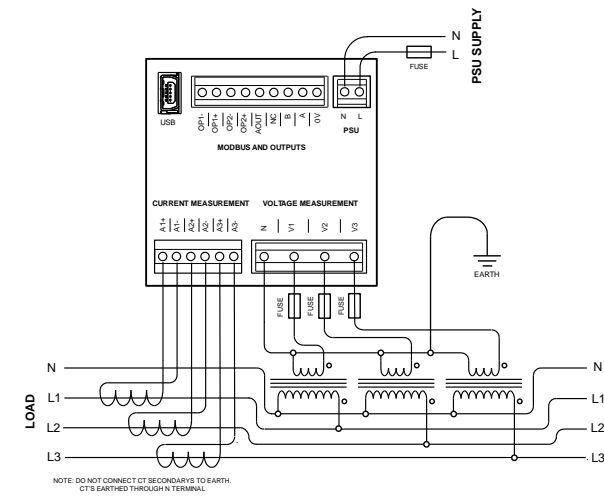 N
L
FUSE
PSU SUPPLY
USB
OP1-
OP1+
OP2-
OP2+
AOUT
NC
B
A
0V
N L
PSU
MODBUS AND OUTPUTS
CURRENT MEASUREMENT VOLTAGE MEASUREMENT
A1+
A1-
A2+
A2-
A3+
A3-
N
V1
V2
V3
EARTH
FUSE
FUSE
FUSE
LOAD
N N
L1 L1
L2 L2
L3 L3
NOTE: DO NOT CONNECT CT SECONDARYS TO EARTH.
CT'S EARTHED THROUGH N TERMINAL